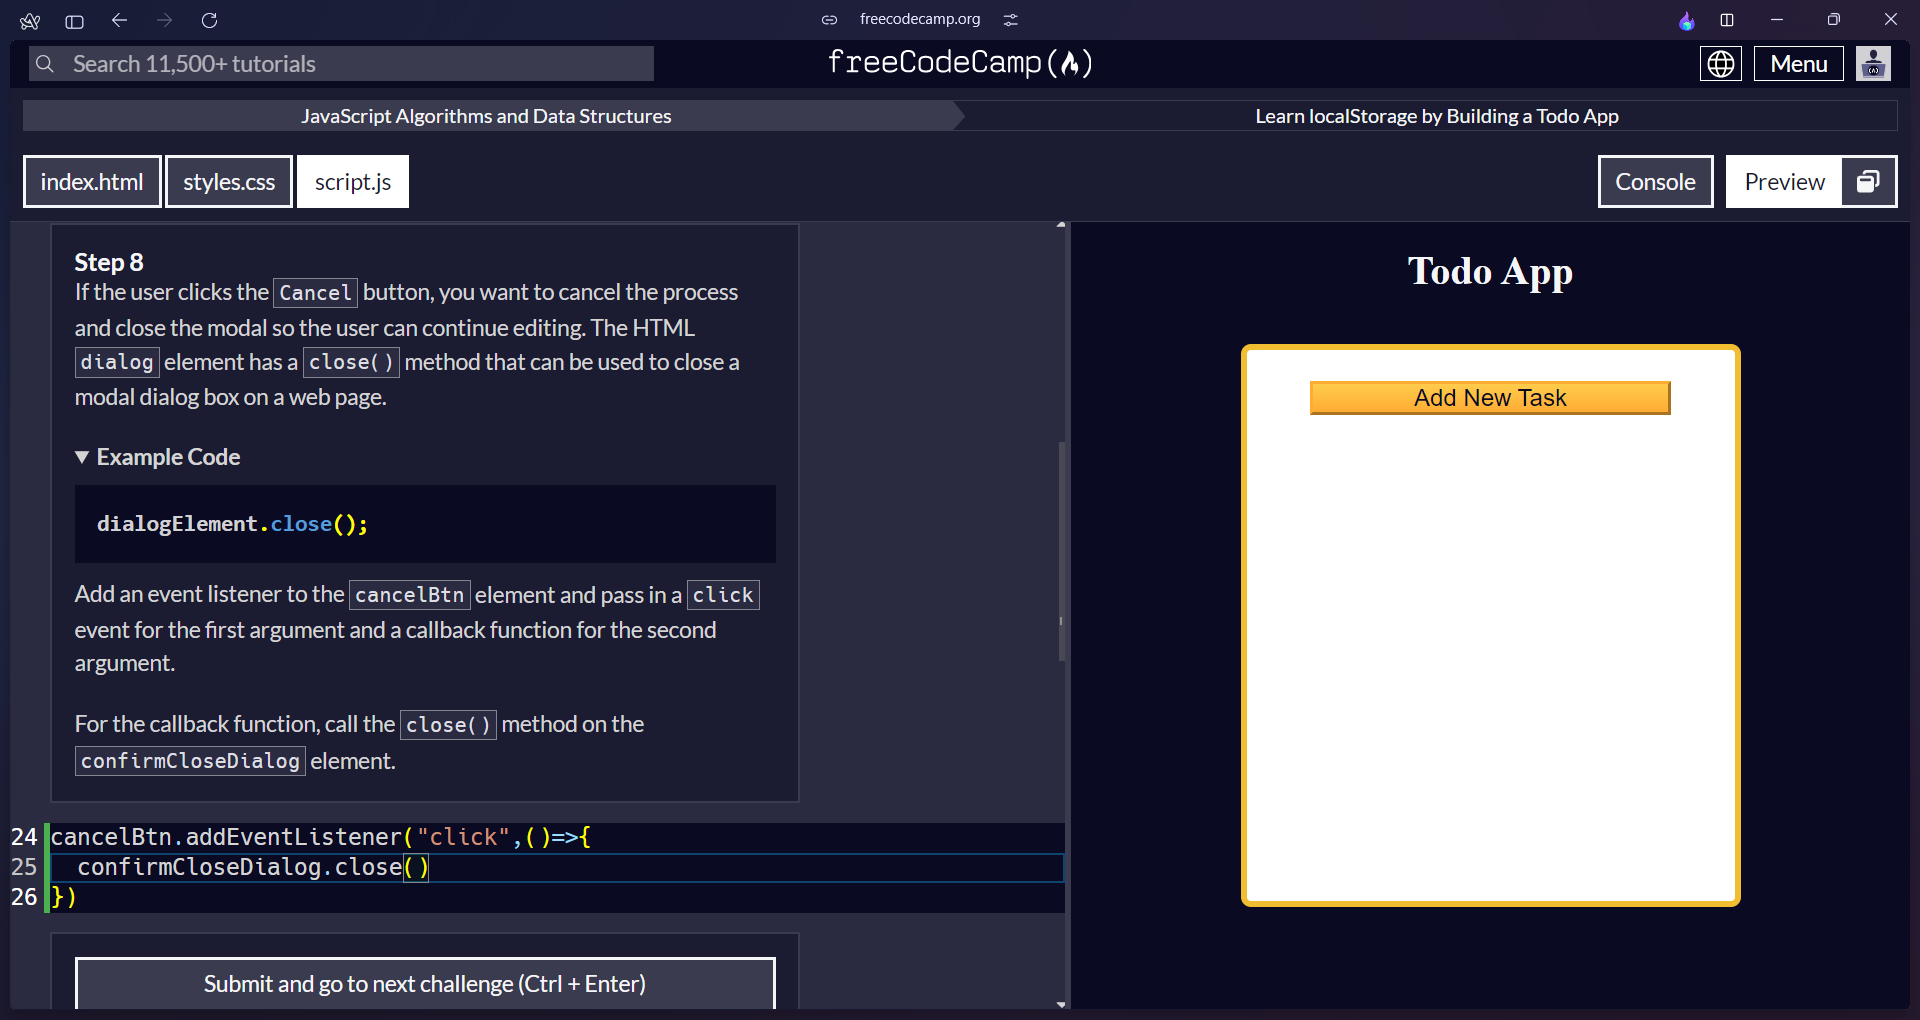 freecodecamp.org
Search 11,500+ tutorials
freeCodeCamp
Menu
JavaScript Algorithms and Data Structures
Learn localStorage by Building a Todo App
index.html
styles.css
script.js
Console
Preview
Step 8
If the user clicks the Cancel button, you want to cancel the process
and close the modal so the user can continue editing. The HTML
dialog element has a close() method that can be used to close a
modal dialog box on a web page.
Example Code
dialogElement.close();
Add an event listener to the cancelBtn element and pass in a click
event for the first argument and a callback function for the second
argument.
For the callback function, call the close() method on the
confirmCloseDialog element.
24 cancelBtn.addEventListener("click",()=>{
25 confirmCloseDialog.close()
26 })
Submit and go to next challenge (Ctrl + Enter)
Todo App
Add New Task